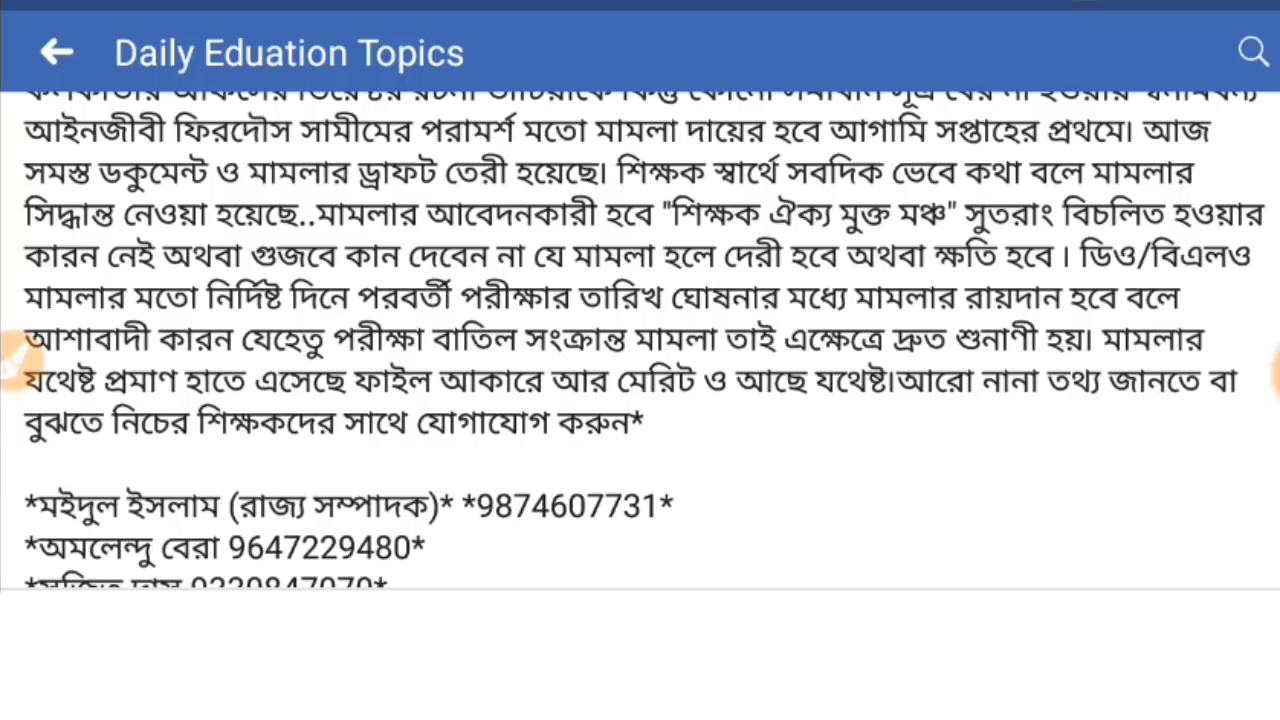 Daily Eduation Topics
আইনজীবী ফিরদৌস সামীমের পরামর্শ মতো মামলা দায়ের হবে আগামি সপ্তাহের প্রথমে। আজ
সমস্ত ডকুমেন্ট ও মামলার ড্রাফট তেরী হয়েছে। শিক্ষক স্বার্থে সবদিক ভেবে কথা বলে মামলার
সিদ্ধান্ত নেওয়া হয়েছে..মামলার আবেদনকারী হবে "শিক্ষক ঐক্য মুক্ত মঞ্চ" সুতরাং বিচলিত হওয়ার
কারন নেই অথবা গুজবে কান দেবেন না যে মামলা হলে দেরী হবে অথবা ক্ষতি হবে । ডিও/বিএলও
মামলার মতো নির্দিষ্ট দিনে পরবর্তী পরীক্ষার তারিখ ঘোষনার মধ্যে মামলার রায়দান হবে বলে
আশাবাদী কারন যেহেতু পরীক্ষা বাতিল সংক্রান্ত মামলা তাই এক্ষেত্রে দ্রুত শুনাণী হয়। মামলার
যথেষ্ট প্রমাণ হাতে এসেছে ফাইল আকারে আর মেরিট ও আছে যথেষ্ট।আরো নানা তথ্য জানতে বা
বুঝতে নিচের শিক্ষকদের সাথে যোগাযোগ করুন*
*মইদুল ইসলাম (রাজ্য সম্পাদক)* *9874607731*
*অমলেন্দু বেরা 9647229480*